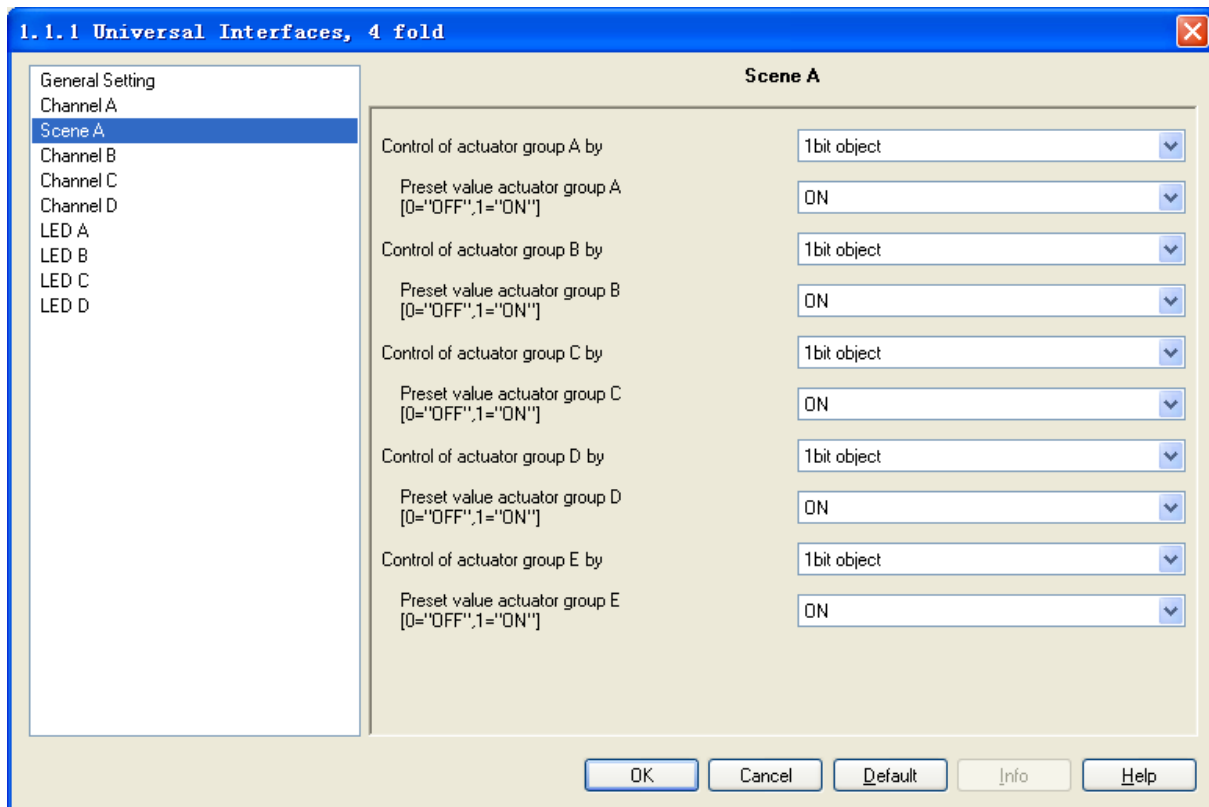 1.1.1 Universal Interfaces, 4 fold
General Setting
Channel A
Scene A
Channel B
Channel C
Channel D
LED A
LED B
LED C
LED D
Scene A
Control of actuator group A by
1bit object
Preset value actuator group A
[0="OFF",1="ON"]
ON
Control of actuator group B by
1bit object
Preset value actuator group B
[0="OFF",1="ON"]
ON
Control of actuator group C by
1bit object
Preset value actuator group C
[0="OFF",1="ON"]
ON
Control of actuator group D by
1bit object
Preset value actuator group D
[0="OFF",1="ON"]
ON
Control of actuator group E by
1bit object
Preset value actuator group E
[0="OFF",1="ON"]
ON
OK
Cancel
Default
Info
Help